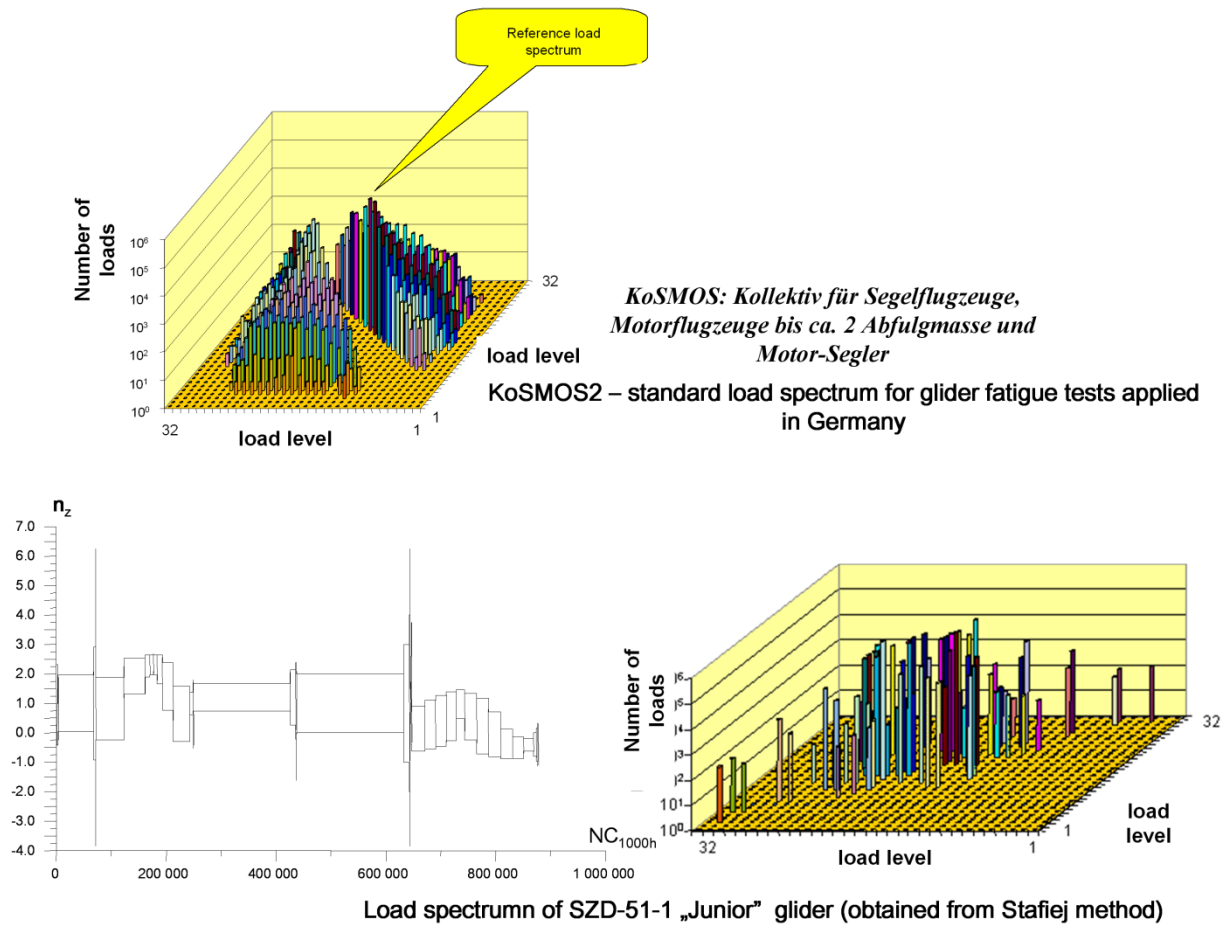 Reference load
spectrum
Number of
loads
10⁶
10⁵
10⁴
10³
10²
10¹
10⁰
32
load level
1
1
load level
32
KoSMOS: Kollektiv für Segelflugzeuge,
Motorflugzeuge bis ca. 2 Abfulgmasse und
Motor-Segler
KoSMOS2 – standard load spectrum for glider fatigue tests applied
in Germany
nz
7.0
6.0
5.0
4.0
3.0
2.0
1.0
0.0
-1.0
-2.0
-3.0
-4.0
0
200 000
400 000
600 000
800 000
1 000 000
NC1000h
Number of
loads
10¹
10⁰
32
load level
1
1
load
level
32
Load spectrumn of SZD-51-1 „Junior” glider (obtained from Stafiej method)